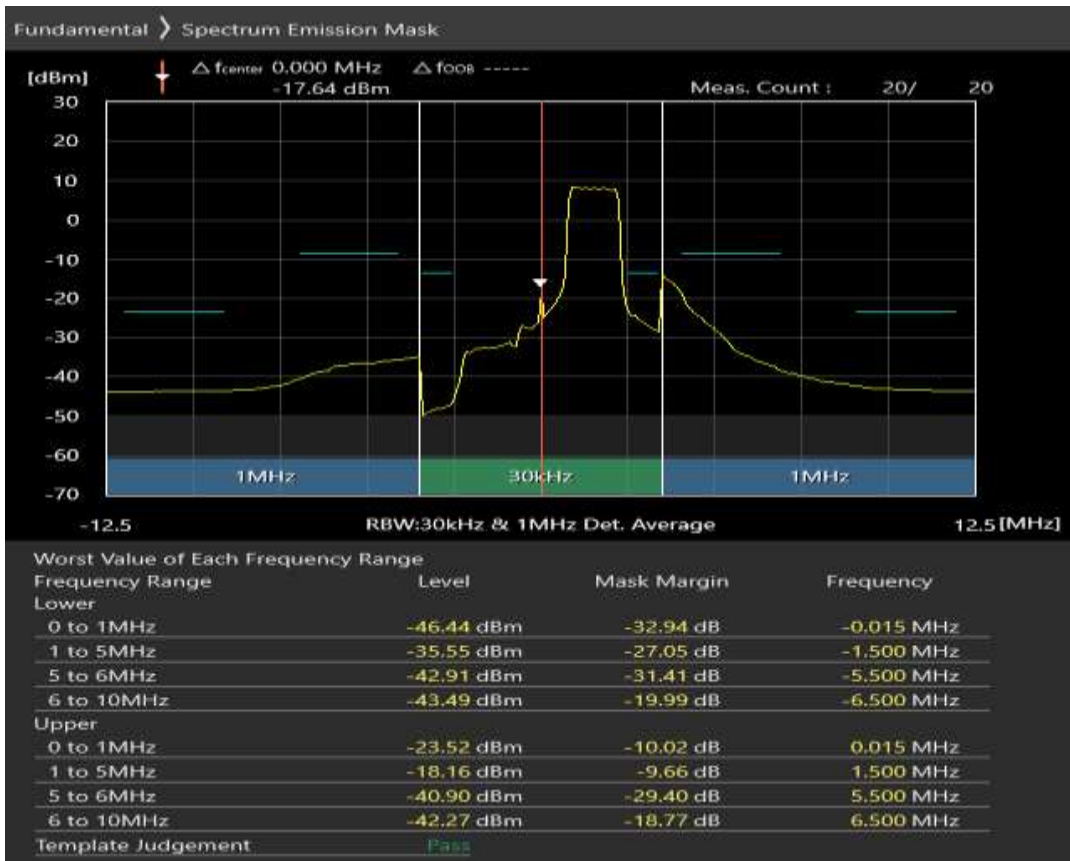 Fundamental 〉 Spectrum Emission Mask
△ fcenter 0.000 MHz △ fOOB -----
[dBm] -17.64 dBm Meas. Count : 20/ 20
30
20
10
0
-10
-20
-30
-40
-50
-60
1MHz 30kHz 1MHz
-70
-12.5 RBW:30kHz & 1MHz Det. Average 12.5 [MHz]
Worst Value of Each Frequency Range
Frequency Range Level Mask Margin Frequency
Lower
0 to 1MHz -46.44 dBm -32.94 dB -0.015 MHz
1 to 5MHz -35.55 dBm -27.05 dB -1.500 MHz
5 to 6MHz -42.91 dBm -31.41 dB -5.500 MHz
6 to 10MHz -43.49 dBm -19.99 dB -6.500 MHz
Upper
0 to 1MHz -23.52 dBm -10.02 dB 0.015 MHz
1 to 5MHz -18.16 dBm -9.66 dB 1.500 MHz
5 to 6MHz -40.90 dBm -29.40 dB 5.500 MHz
6 to 10MHz -42.27 dBm -18.77 dB 6.500 MHz
Template Judgement Pass